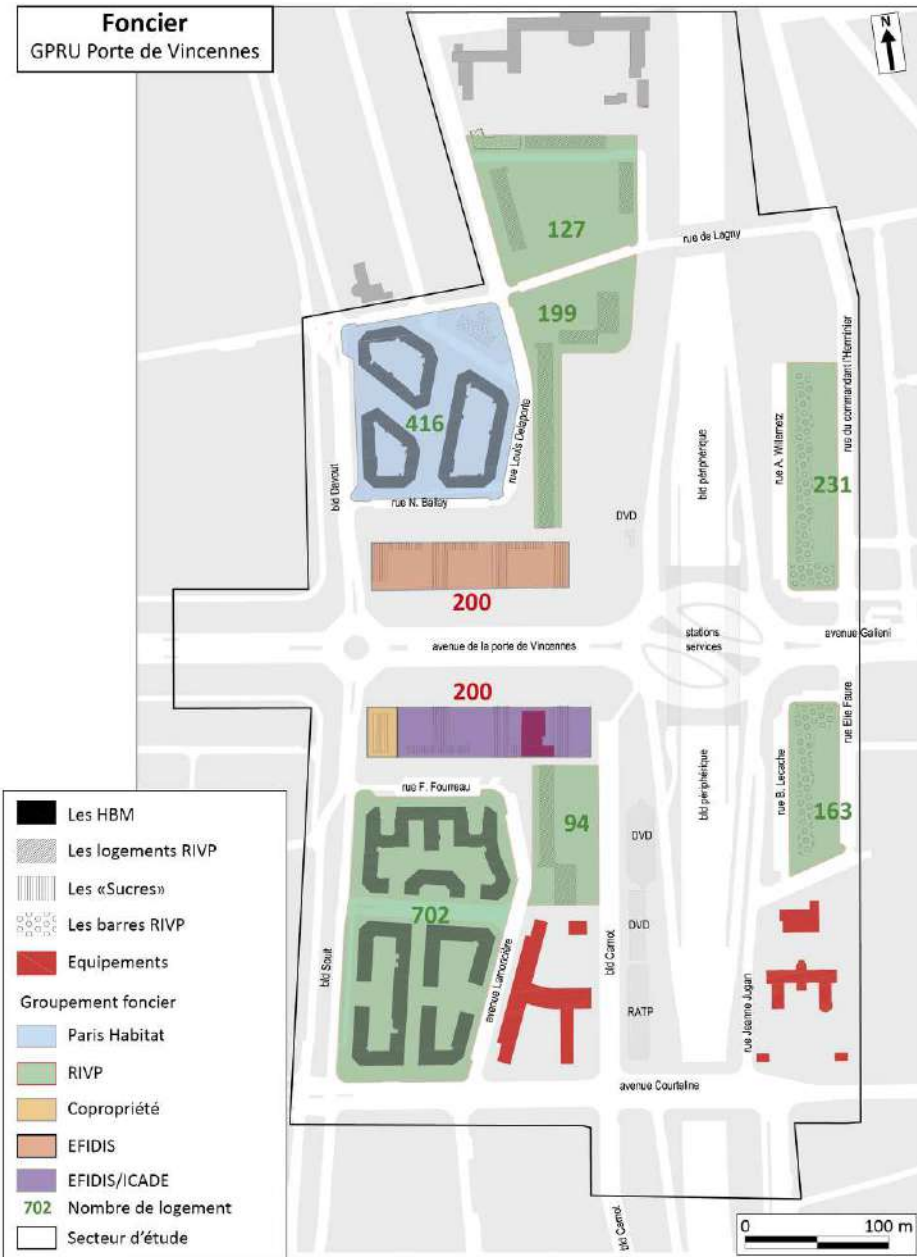 Foncier
GPRU Porte de Vincennes
N
127
rue de Lagny
199
rue du commandant l'Herminier
416
rue Louis Delaporte
rue A. Willemetz
bld périphérique
231
bld Davout
rue N. Ballay
DVD
200
avenue de la porte de Vincennes
stations
services
avenue Galieni
200
rue Elie Faure
rue F. Fourreau
bld périphérique
rue B. Lecache
94
DVD
163
702
bld Soult
avenue Lamoricière
bld Carnot
DVD
RATP
rue Jeanne Jugan
avenue Courteline
bld Carnot
Les HBM
Les logements RIVP
Les «Sucres»
Les barres RIVP
Equipements
Groupement foncier
Paris Habitat
RIVP
Copropriété
EFIDIS
EFIDIS/ICADE
702 Nombre de logement
Secteur d'étude
0 100 m